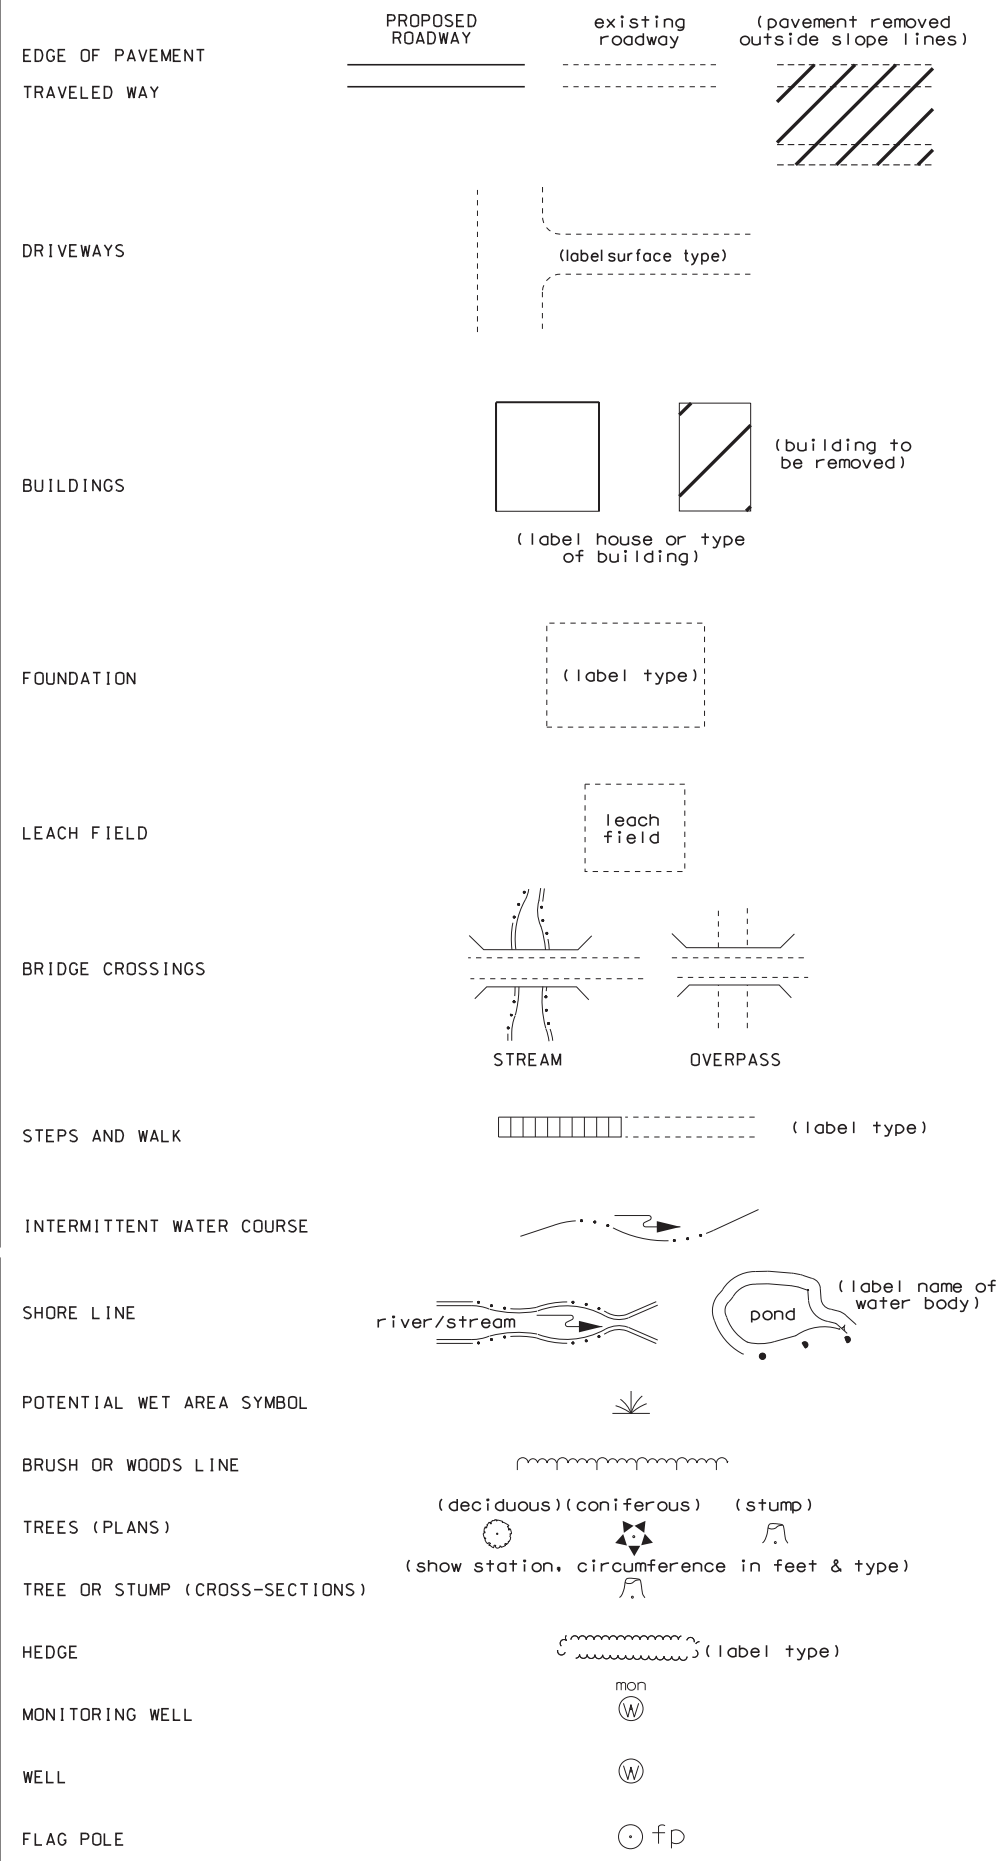 PROPOSED
ROADWAY
existing
roadway
(pavement removed
outside slope lines)
EDGE OF PAVEMENT
TRAVELED WAY
DRIVEWAYS
(label surface type)
BUILDINGS
(building to
be removed)
(label house or type
of building)
FOUNDATION
(label type)
LEACH FIELD
leach
field
BRIDGE CROSSINGS
STREAM
OVERPASS
STEPS AND WALK
(label type)
INTERMITTENT WATER COURSE
SHORE LINE
river/stream
pond
(label name of
water body)
POTENTIAL WET AREA SYMBOL
BRUSH OR WOODS LINE
TREES (PLANS)
(deciduous)
(coniferous)
(stump)
(show station, circumference in feet & type)
TREE OR STUMP (CROSS-SECTIONS)
HEDGE
(label type)
MONITORING WELL
mon
W
WELL
W
FLAG POLE
fp